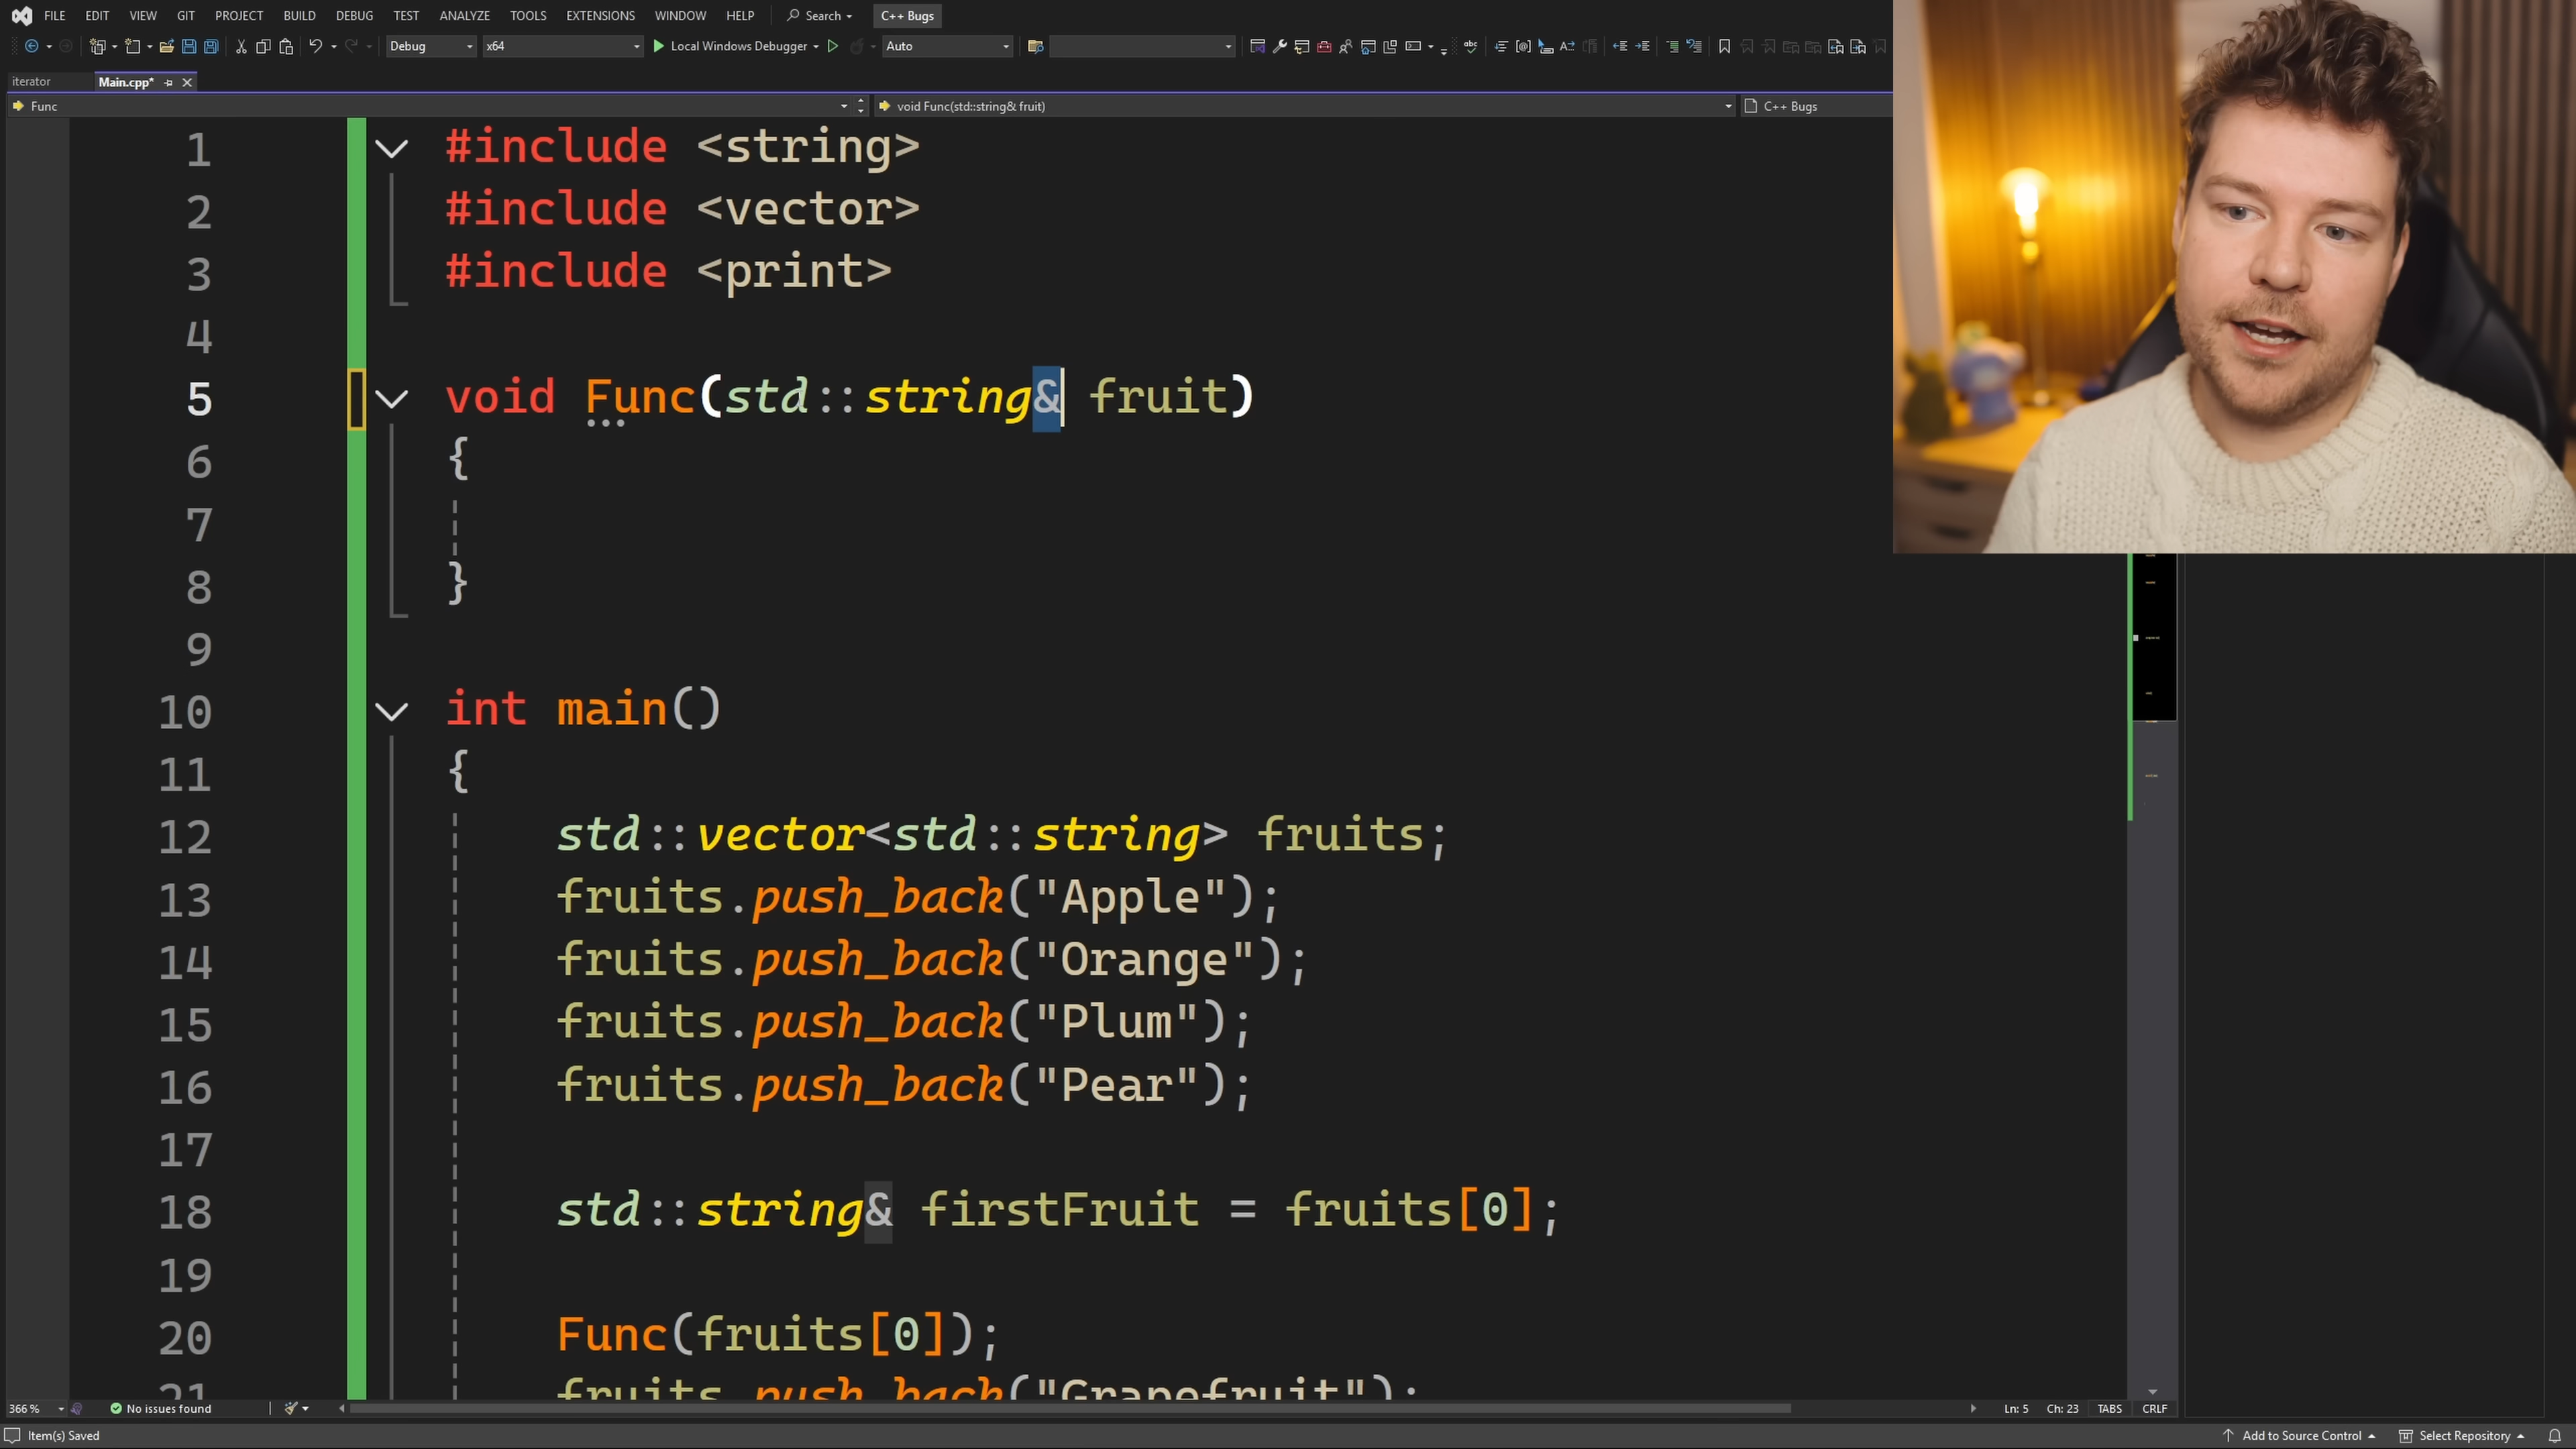 FILE EDIT VIEW GIT PROJECT BUILD DEBUG TEST ANALYZE TOOLS EXTENSIONS WINDOW HELP Search C++ Bugs
Debug x64 Local Windows Debugger Auto
iterator Main.cpp*
Func void Func(std::string& fruit) C++ Bugs
1 #include <string>
2 #include <vector>
3 #include <print>
4
5 void Func(std::string& fruit)
6 {
7
8 }
9
10 int main()
11 {
12 std::vector<std::string> fruits;
13 fruits.push_back("Apple");
14 fruits.push_back("Orange");
15 fruits.push_back("Plum");
16 fruits.push_back("Pear");
17
18 std::string& firstFruit = fruits[0];
19
20 Func(fruits[0]);
21 fruits.push_back("Grapefruit");
366 % No issues found Ln: 5 Ch: 23 TABS CRLF
Item(s) Saved Add to Source Control Select Repository